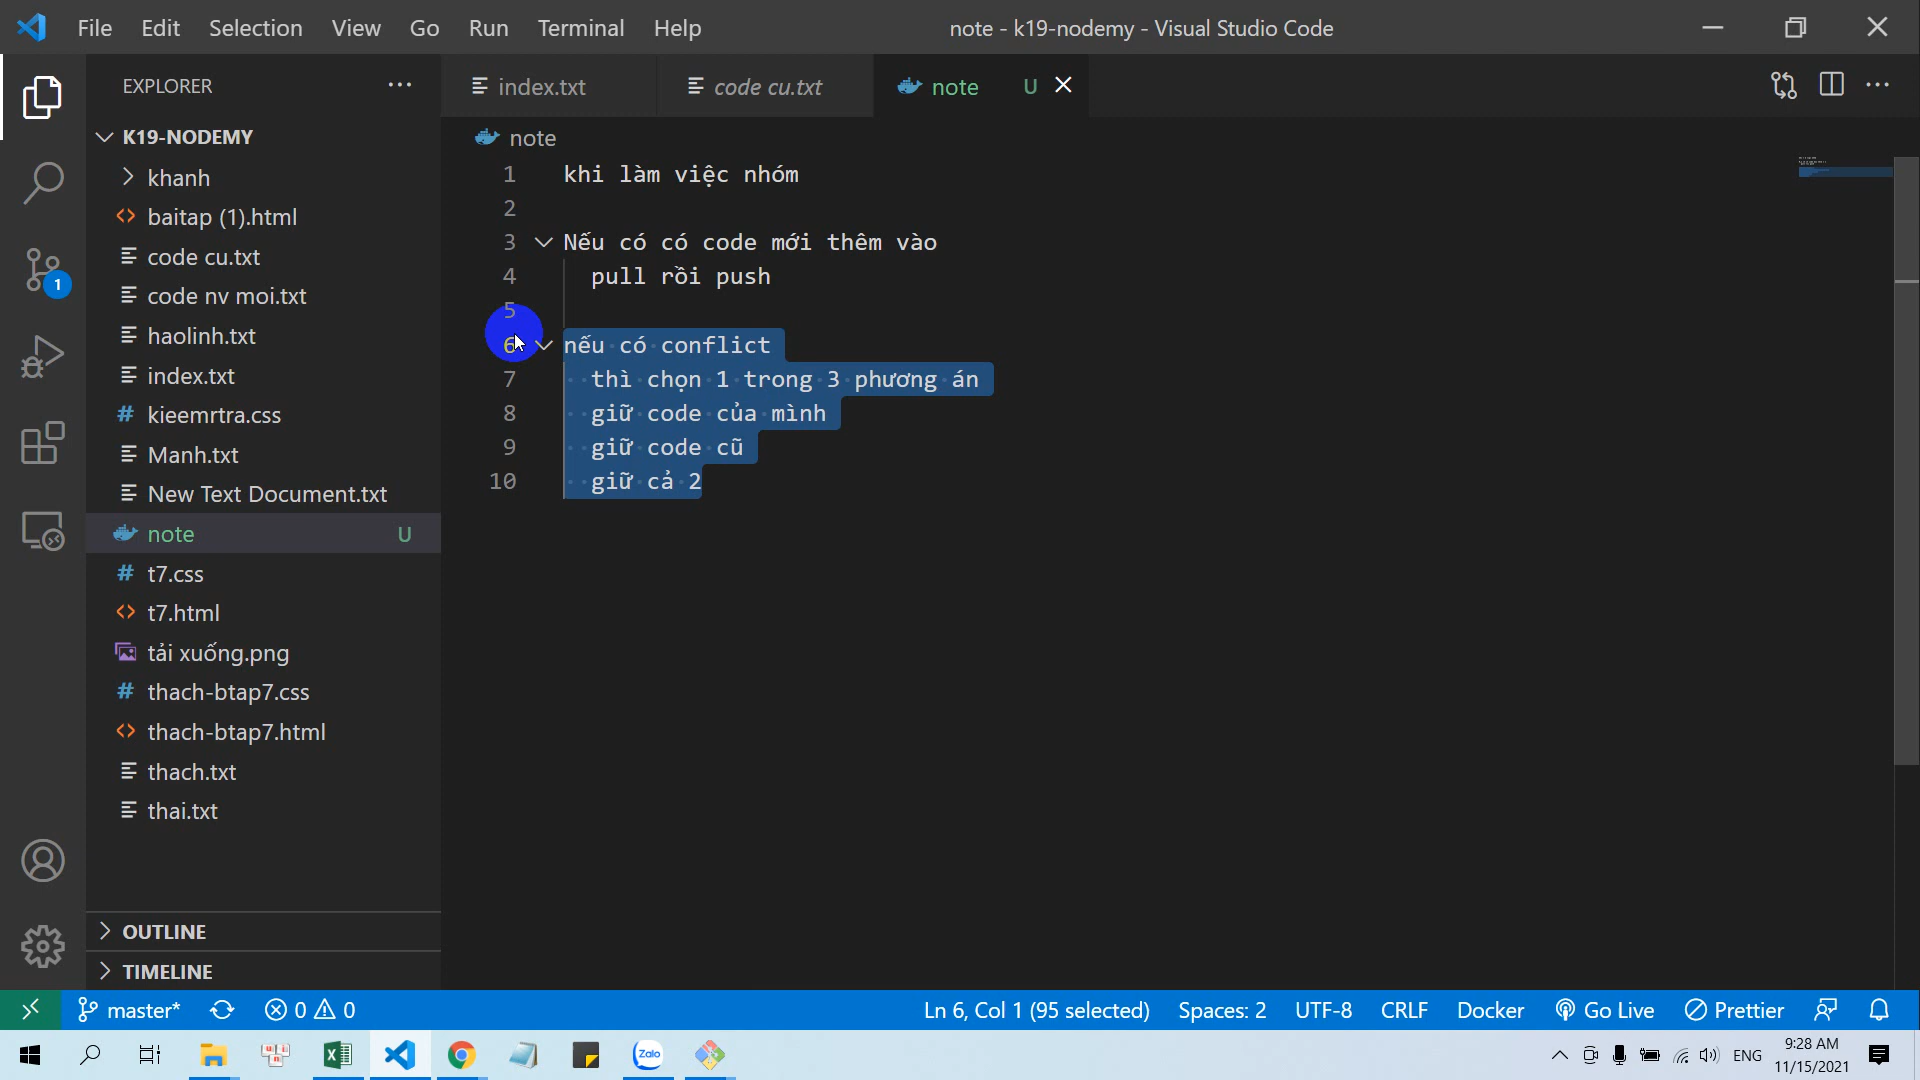 File Edit Selection View Go Run Terminal Help
note - k19-nodemy - Visual Studio Code
EXPLORER
index.txt
code cu.txt
note U
K19-NODEMY
khanh
baitap (1).html
code cu.txt
code nv moi.txt
haolinh.txt
index.txt
kieemrtra.css
Manh.txt
New Text Document.txt
note U
t7.css
t7.html
tải xuống.png
thach-btap7.css
thach-btap7.html
thach.txt
thai.txt
OUTLINE
TIMELINE
1
note
1 khi làm việc nhóm
2
3 Nếu có có code mới thêm vào
4 pull rồi push
5
6 nếu có conflict
7 thì chọn 1 trong 3 phương án
8 giữ code của mình
9 giữ code cũ
10 giữ cả 2
master* 0 0
Ln 6, Col 1 (95 selected) Spaces: 2 UTF-8 CRLF Docker Go Live Prettier
Zalo
ENG
9:28 AM
11/15/2021